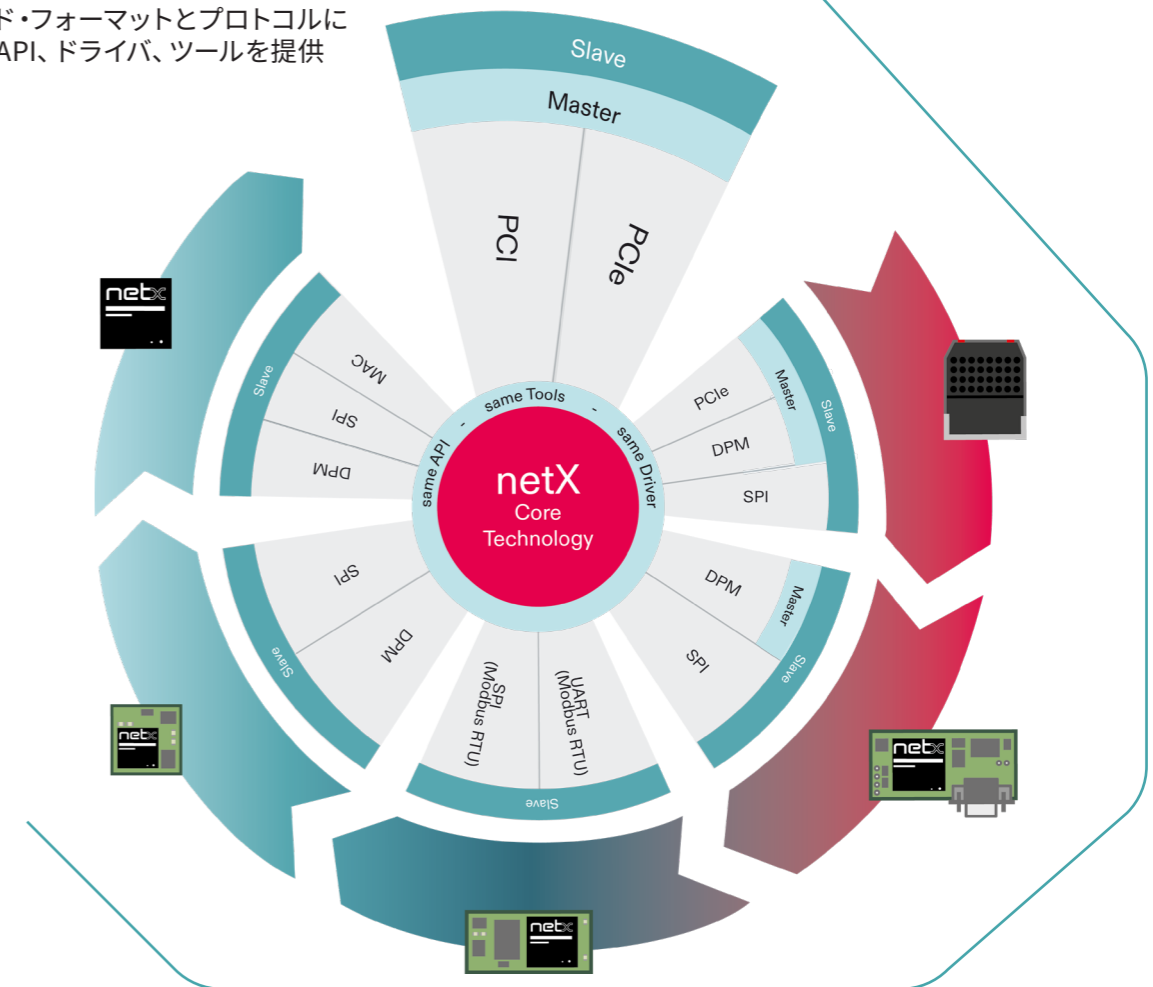 ド・フォーマットとプロトコルに
API、ドライバ、ツールを提供
Slave
Master
PCI
PCIe
Slave
MAC
SPI
DPM
netx
Master
Slave
PCIe
DPM
SPI
same API - same Tools - same Driver
netX
Core
Technology
Slave
SPI
DPM
netx
DPM
SPI
Master
Slave
netx
SPI
(Modbus RTU)
UART
(Modbus RTU)
Slave
netx